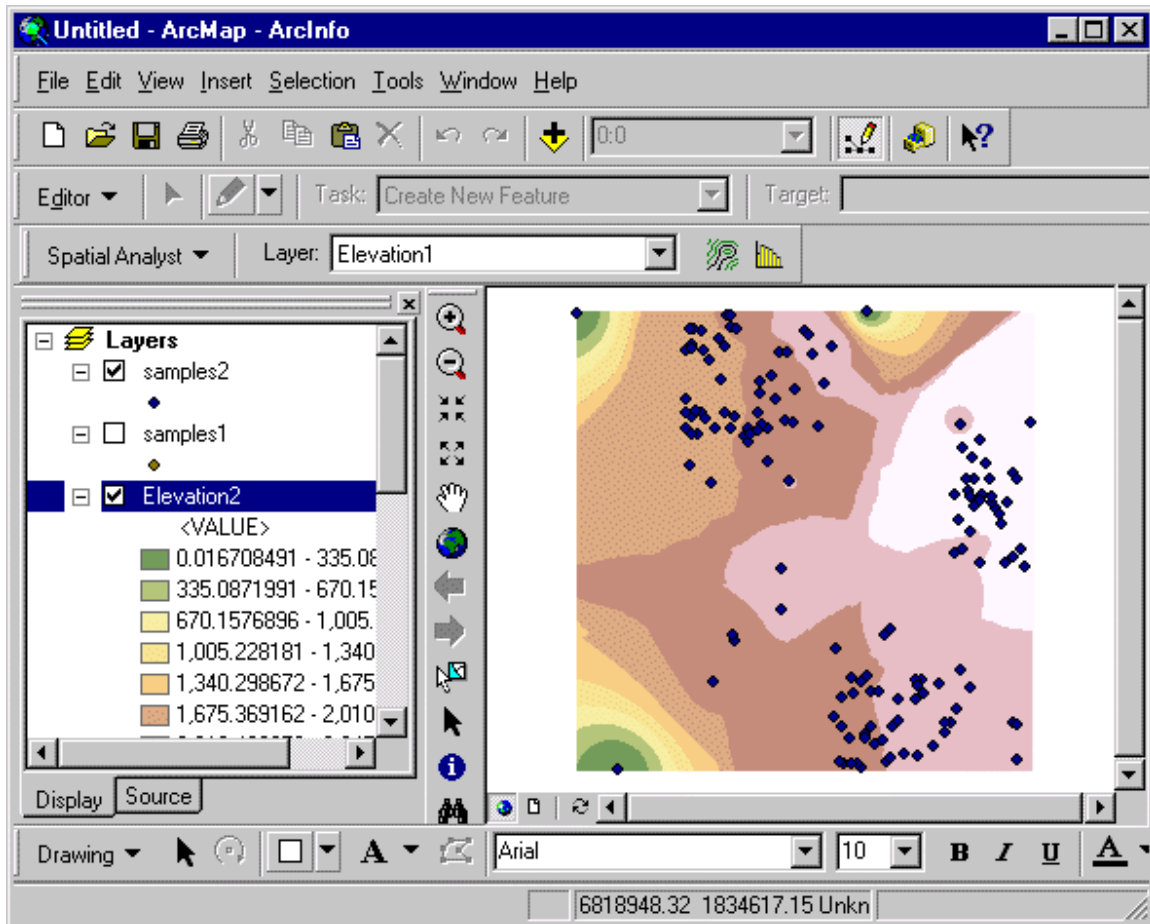 Untitled - ArcMap - ArcInfo
File Edit View Insert Selection Tools Window Help
0:0
Editor Task: Create New Feature Target:
Spatial Analyst Layer: Elevation1
Layers
samples2
samples1
Elevation2
<VALUE>
0.016708491 - 335.08
335.0871991 - 670.15
670.1576896 - 1,005.
1,005.228181 - 1,340
1,340.298672 - 1,675
1,675.369162 - 2,010
Display Source
Drawing A Arial 10 B I U A
6818948.32 1834617.15 Unkn